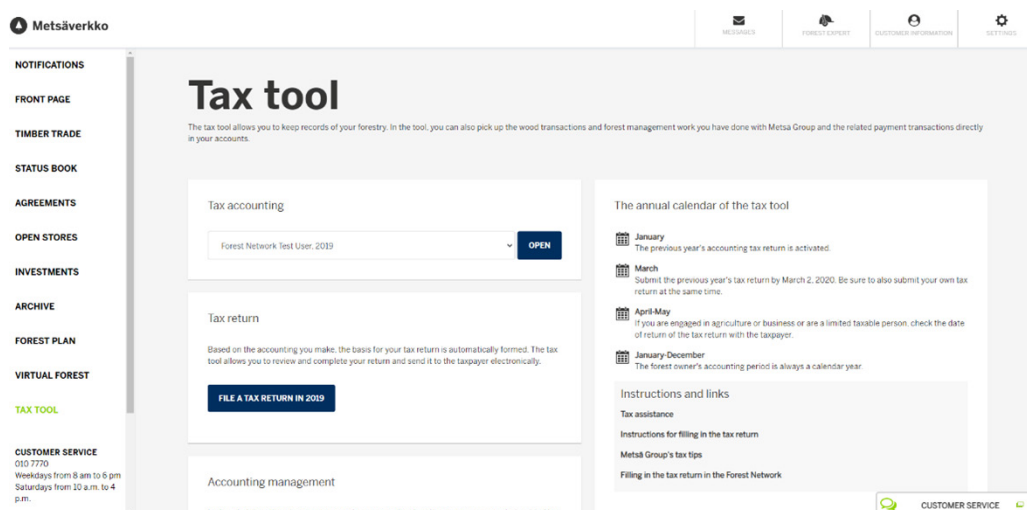 Metsäverkko
MESSAGES
FOREST EXPERT
CUSTOMER INFORMATION
SETTINGS
NOTIFICATIONS
FRONT PAGE
TIMBER TRADE
STATUS BOOK
AGREEMENTS
OPEN STORES
INVESTMENTS
ARCHIVE
FOREST PLAN
VIRTUAL FOREST
TAX TOOL
CUSTOMER SERVICE
010 7770
Weekdays from 8 am to 6 pm
Saturdays from 10 a.m. to 4
p.m.
Tax tool
The tax tool allows you to keep records of your forestry. In the tool, you can also pick up the wood transactions and forest management work you have done with Metsa Group and the related payment transactions directly
in your accounts.
Tax accounting
Forest Network Test User, 2019
OPEN
Tax return
Based on the accounting you make, the basis for your tax return is automatically formed. The tax
tool allows you to review and complete your return and send it to the taxpayer electronically.
FILE A TAX RETURN IN 2019
Accounting management
The annual calendar of the tax tool
January
The previous year's accounting tax return is activated.
March
Submit the previous year's tax return by March 2, 2020. Be sure to also submit your own tax
return at the same time.
April-May
If you are engaged in agriculture or business or are a limited taxable person, check the date
of return of the tax return with the taxpayer.
January-December
The forest owner's accounting period is always a calendar year.
Instructions and links
Tax assistance
Instructions for filling in the tax return
Metsä Group's tax tips
Filling in the tax return in the Forest Network
CUSTOMER SERVICE